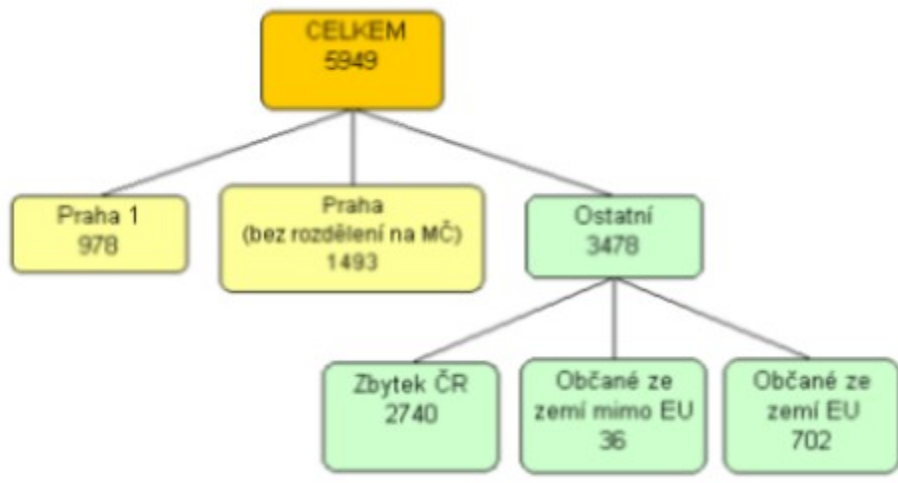 CELKEM
5949
Praha 1
978
Praha
(bez rozdělení na MČ)
1493
Ostatní
3478
Zbytek ČR
2740
Občané ze
zemí mimo EU
36
Občané ze
zemí EU
702